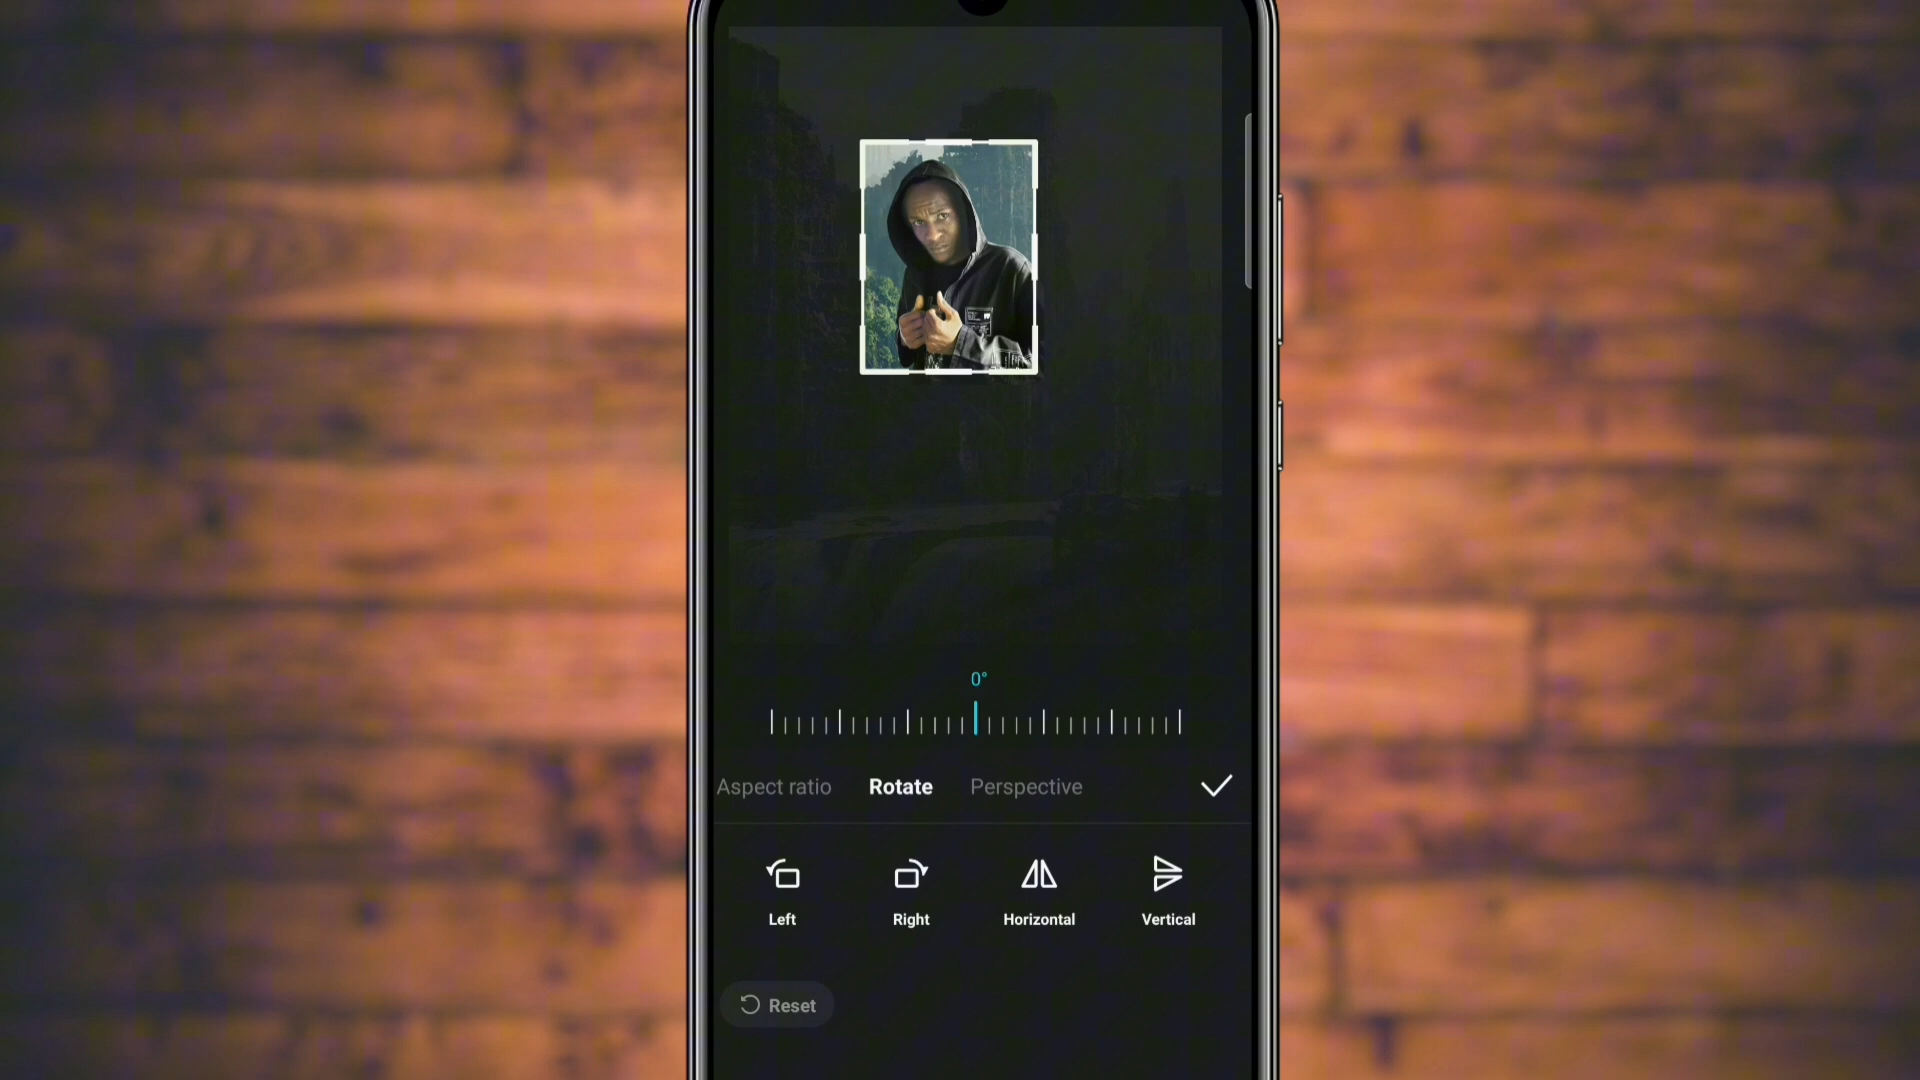 0°
Aspect ratio Rotate Perspective
Left Right Horizontal Vertical
Reset